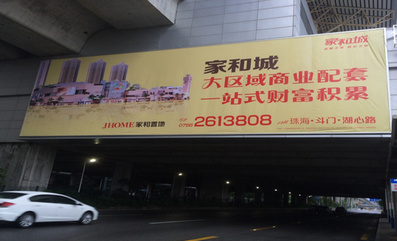 家和城
家和城
大区域商业配套
一站式财富积累
JHOME家和置地
0756
2613808
珠海·斗门·湖心路